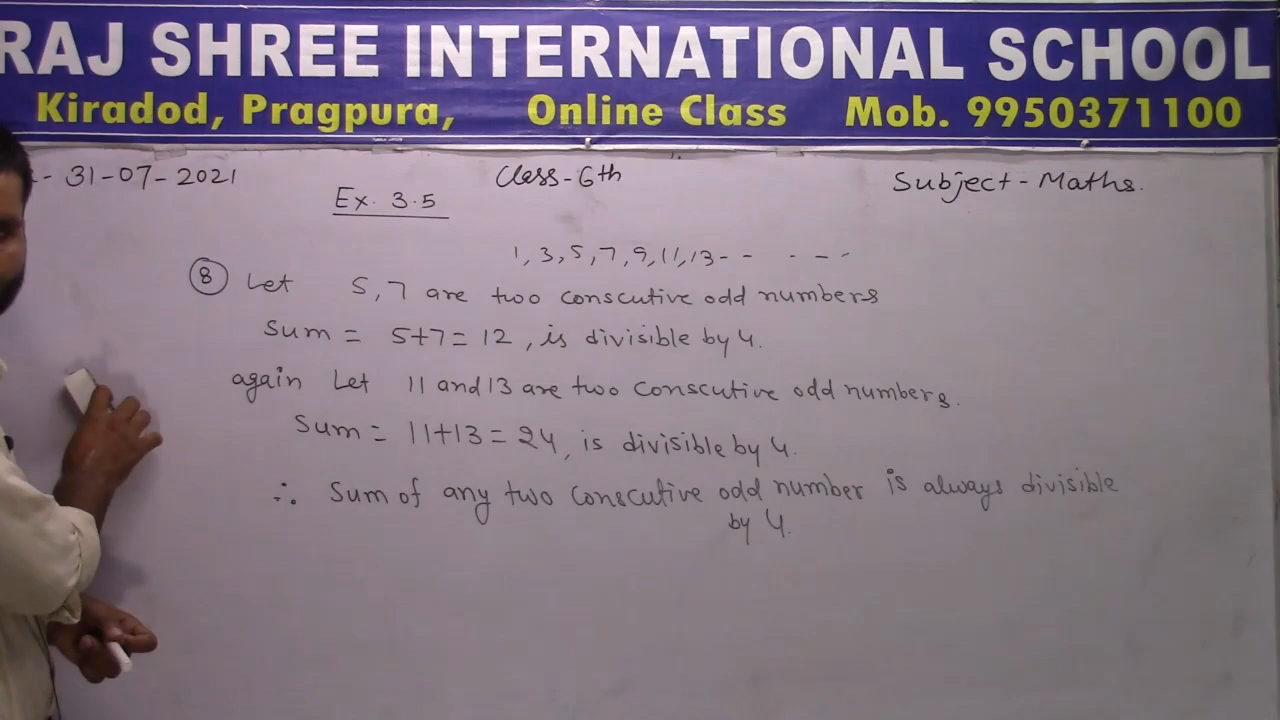 RAJ SHREE INTERNATIONAL SCHOOL
Kiradod, Pragpura, Online Class Mob. 9950371100
- 31-07-2021 Class-6th Subject-Maths.
Ex. 3.5
1, 3, 5, 7, 9, 11, 13 - - - - -
8 Let 5, 7 are two conscutive odd numbers
Sum = 5+7 = 12, is divisible by 4.
again Let 11 and 13 are two conscutive odd numbers.
Sum = 11+13 = 24, is divisible by 4.
∴ Sum of any two conscutive odd number is always divisible
by 4.